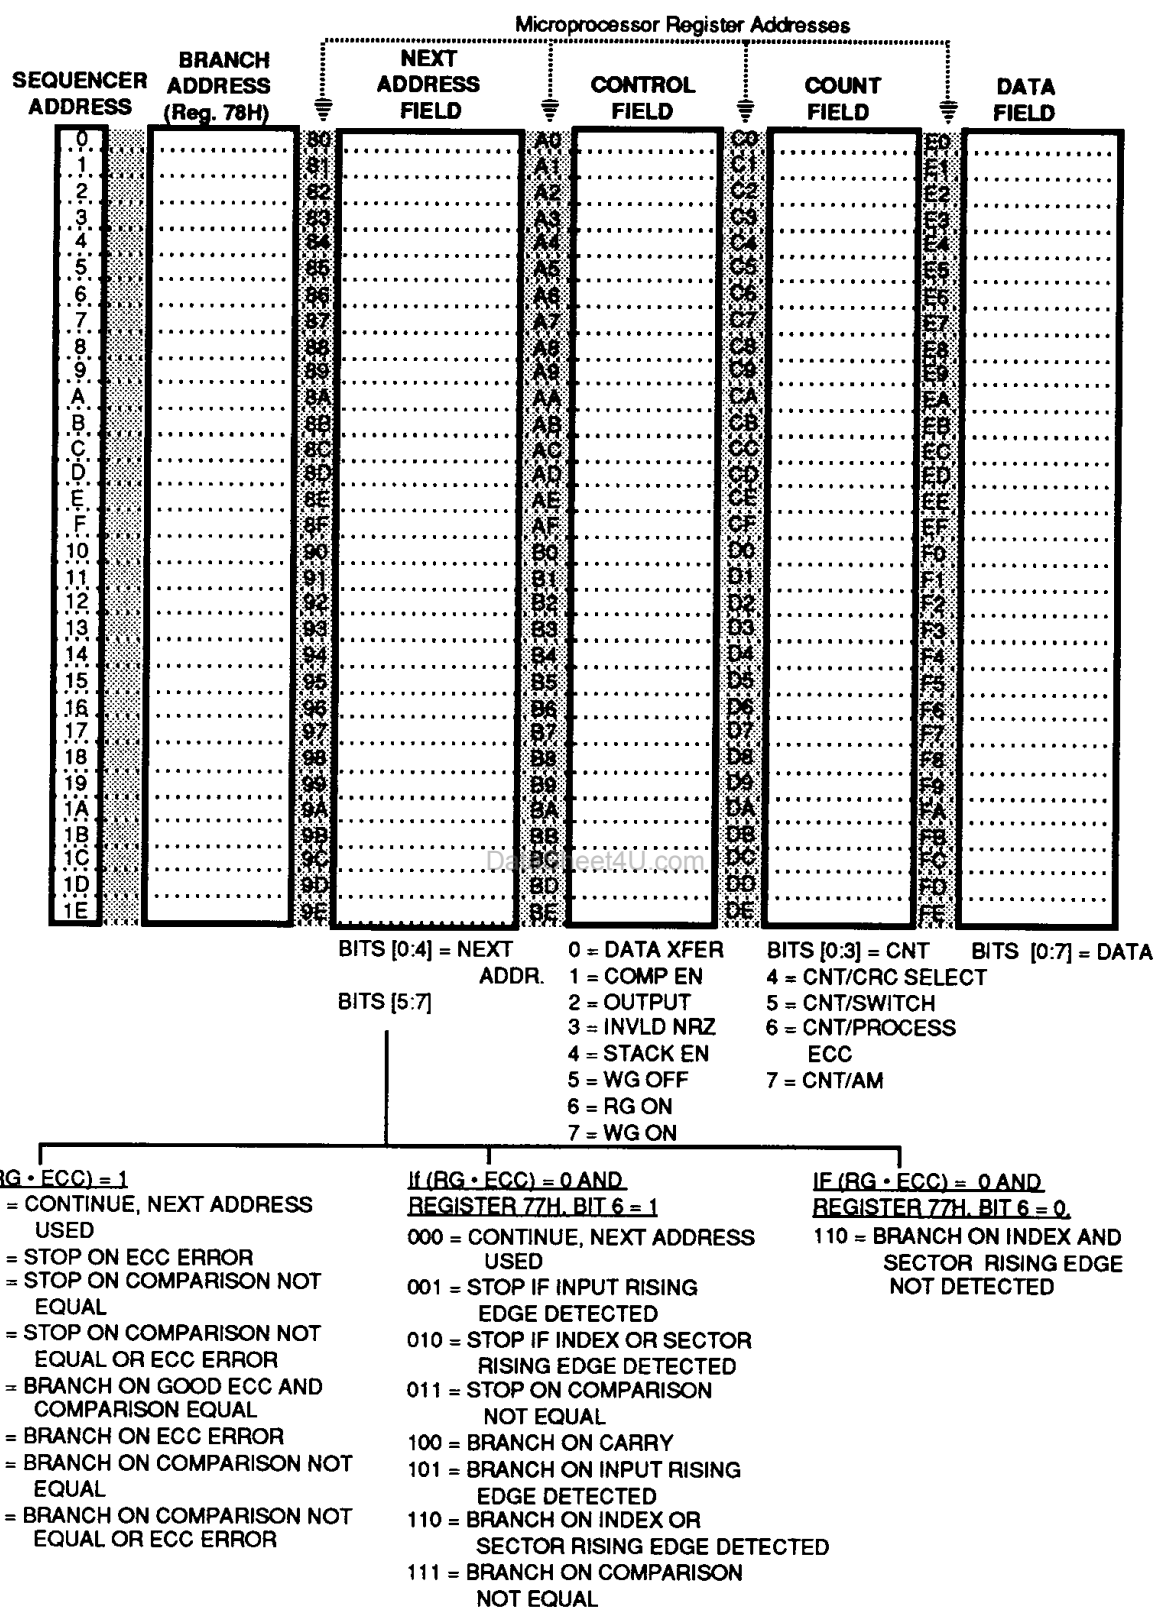 Microprocessor Register Addresses
SEQUENCER ADDRESS
BRANCH ADDRESS (Reg. 78H)
NEXT ADDRESS FIELD
CONTROL FIELD
COUNT FIELD
DATA FIELD
0 80 A0 C0 E0
1 81 A1 C1 E1
2 82 A2 C2 E2
3 83 A3 C3 E3
4 84 A4 C4 E4
5 85 A5 C5 E5
6 86 A6 C6 E6
7 87 A7 C7 E7
8 88 A8 C8 E8
9 89 A9 C9 E9
A 8A AA CA EA
B 8B AB CB EB
C 8C AC CC EC
D 8D AD CD ED
E 8E AE CE EE
F 8F AF CF EF
10 90 B0 D0 F0
11 91 B1 D1 F1
12 92 B2 D2 F2
13 93 B3 D3 F3
14 94 B4 D4 F4
15 95 B5 D5 F5
16 96 B6 D6 F6
17 97 B7 D7 F7
18 98 B8 D8 F8
19 99 B9 D9 F9
1A 9A BA DA FA
1B 9B BB DB FB
1C 9C BC DC FC
DataSheet4U.com
1D 9D BD DD FD
1E 9E BE DE FE
BITS [0:4] = NEXT
ADDR.
BITS [5:7]
0 = DATA XFER
1 = COMP EN
2 = OUTPUT
3 = INVLD NRZ
4 = STACK EN
5 = WG OFF
6 = RG ON
7 = WG ON
BITS [0:3] = CNT
4 = CNT/CRC SELECT
5 = CNT/SWITCH
6 = CNT/PROCESS
ECC
7 = CNT/AM
BITS [0:7] = DATA
RG • ECC) = 1
= CONTINUE, NEXT ADDRESS
USED
= STOP ON ECC ERROR
= STOP ON COMPARISON NOT
EQUAL
= STOP ON COMPARISON NOT
EQUAL OR ECC ERROR
= BRANCH ON GOOD ECC AND
COMPARISON EQUAL
= BRANCH ON ECC ERROR
= BRANCH ON COMPARISON NOT
EQUAL
= BRANCH ON COMPARISON NOT
EQUAL OR ECC ERROR
If (RG • ECC) = 0 AND
REGISTER 77H, BIT 6 = 1
000 = CONTINUE, NEXT ADDRESS
USED
001 = STOP IF INPUT RISING
EDGE DETECTED
010 = STOP IF INDEX OR SECTOR
RISING EDGE DETECTED
011 = STOP ON COMPARISON
NOT EQUAL
100 = BRANCH ON CARRY
101 = BRANCH ON INPUT RISING
EDGE DETECTED
110 = BRANCH ON INDEX OR
SECTOR RISING EDGE DETECTED
111 = BRANCH ON COMPARISON
NOT EQUAL
IF (RG • ECC) = 0 AND
REGISTER 77H, BIT 6 = 0,
110 = BRANCH ON INDEX AND
SECTOR RISING EDGE
NOT DETECTED